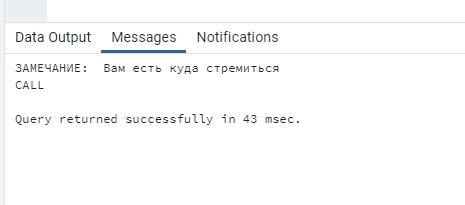 Data Output Messages Notifications
ЗАМЕЧАНИЕ:  Вам есть куда стремиться
CALL
Query returned successfully in 43 msec.